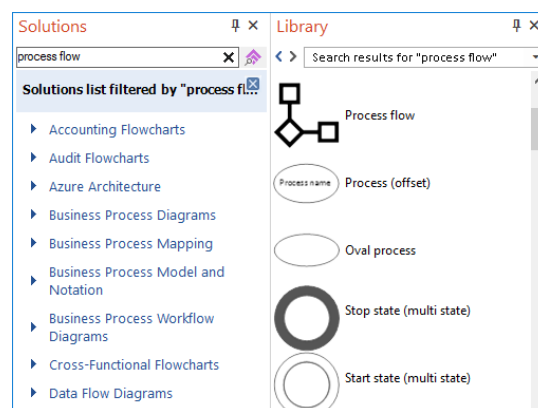 Solutions
process flow
Solutions list filtered by "process fl...
Accounting Flowcharts
Audit Flowcharts
Azure Architecture
Business Process Diagrams
Business Process Mapping
Business Process Model and
Notation
Business Process Workflow
Diagrams
Cross-Functional Flowcharts
Data Flow Diagrams
Library
Search results for "process flow"
Process flow
Process name
Process (offset)
Oval process
Stop state (multi state)
Start state (multi state)